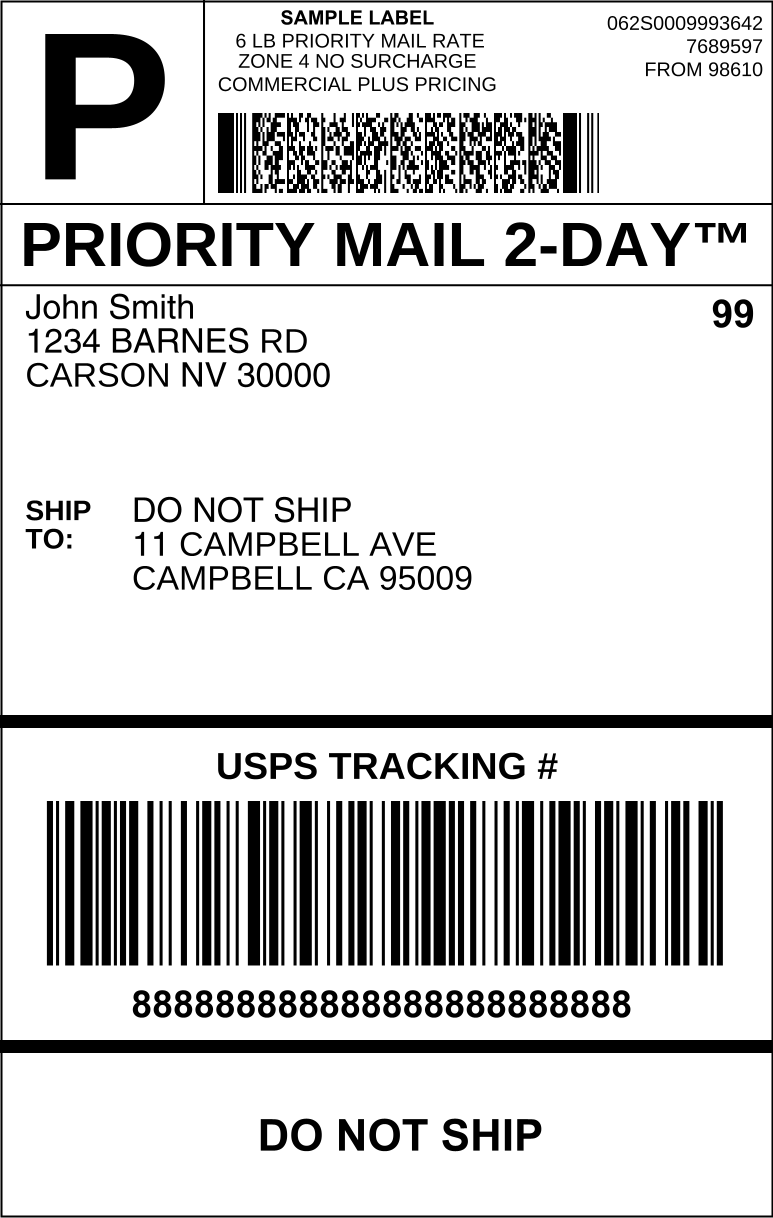 P
SAMPLE LABEL
6 LB PRIORITY MAIL RATE
ZONE 4 NO SURCHARGE
COMMERCIAL PLUS PRICING
062S0009993642
7689597
FROM 98610
PRIORITY MAIL 2-DAY™
John Smith
1234 BARNES RD
CARSON NV 30000
99
SHIP TO:
DO NOT SHIP
11 CAMPBELL AVE
CAMPBELL CA 95009
USPS TRACKING #
888888888888888888888888
DO NOT SHIP